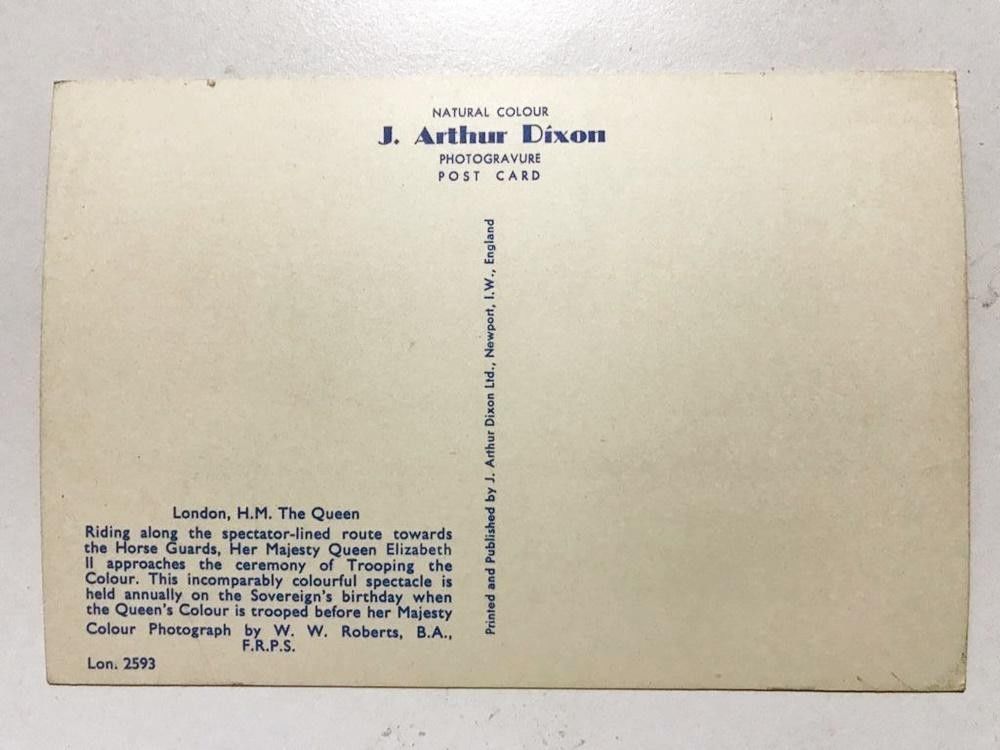 NATURAL COLOUR
J. Arthur Dixon
PHOTOGRAVURE
POST CARD
Printed and Published by J. Arthur Dixon Ltd., Newport, I.W., England
London, H.M. The Queen
Riding along the spectator-lined route towards
the Horse Guards, Her Majesty Queen Elizabeth
II approaches the ceremony of Trooping the
Colour. This incomparably colourful spectacle is
held annually on the Sovereign's birthday when
the Queen's Colour is trooped before her Majesty
Colour Photograph by W. W. Roberts, B.A.,
F.R.P.S.
Lon. 2593